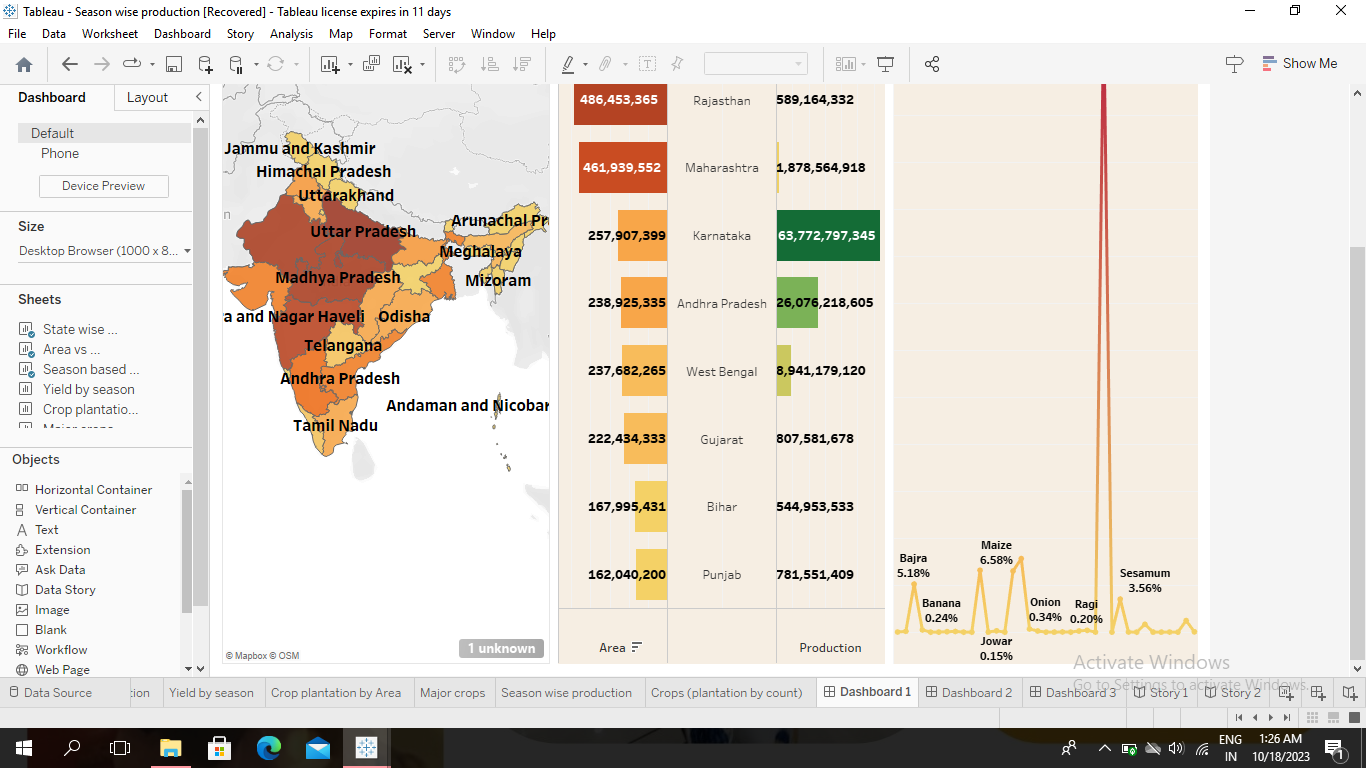 Tableau - Season wise production [Recovered] - Tableau license expires in 11 days
File Data Worksheet Dashboard Story Analysis Map Format Server Window Help
Show Me
Dashboard Layout
Default
Phone
Device Preview
Size
Desktop Browser (1000 x 8...
Sheets
State wise ...
Area vs ...
Season based ...
Yield by season
Crop plantatio...
Objects
Horizontal Container
Vertical Container
Text
Extension
Ask Data
Data Story
Image
Blank
Workflow
Web Page
Jammu and Kashmir
Himachal Pradesh
Uttarakhand
Arunachal Pr
Uttar Pradesh
Meghalaya
Madhya Pradesh
Mizoram
a and Nagar Haveli
Odisha
Telangana
Andhra Pradesh
Andaman and Nicobar
Tamil Nadu
© Mapbox © OSM
1 unknown
486,453,365 Rajasthan 589,164,332
461,939,552 Maharashtra 1,878,564,918
257,907,399 Karnataka 63,772,797,345
238,925,335 Andhra Pradesh 26,076,218,605
237,682,265 West Bengal 8,941,179,120
222,434,333 Gujarat 807,581,678
167,995,431 Bihar 544,953,533
162,040,200 Punjab 781,551,409
Area Production
Bajra
5.18%
Banana
0.24%
Maize
6.58%
Jowar
0.15%
Onion
0.34%
Ragi
0.20%
Sesamum
3.56%
Activate Windows
Go to Settings to activate Windows.
Data Source tion Yield by season Crop plantation by Area Major crops Season wise production Crops (plantation by count) Dashboard 1 Dashboard 2 Dashboard 3 Story 1 Story 2
ENG
IN
1:26 AM
10/18/2023
1